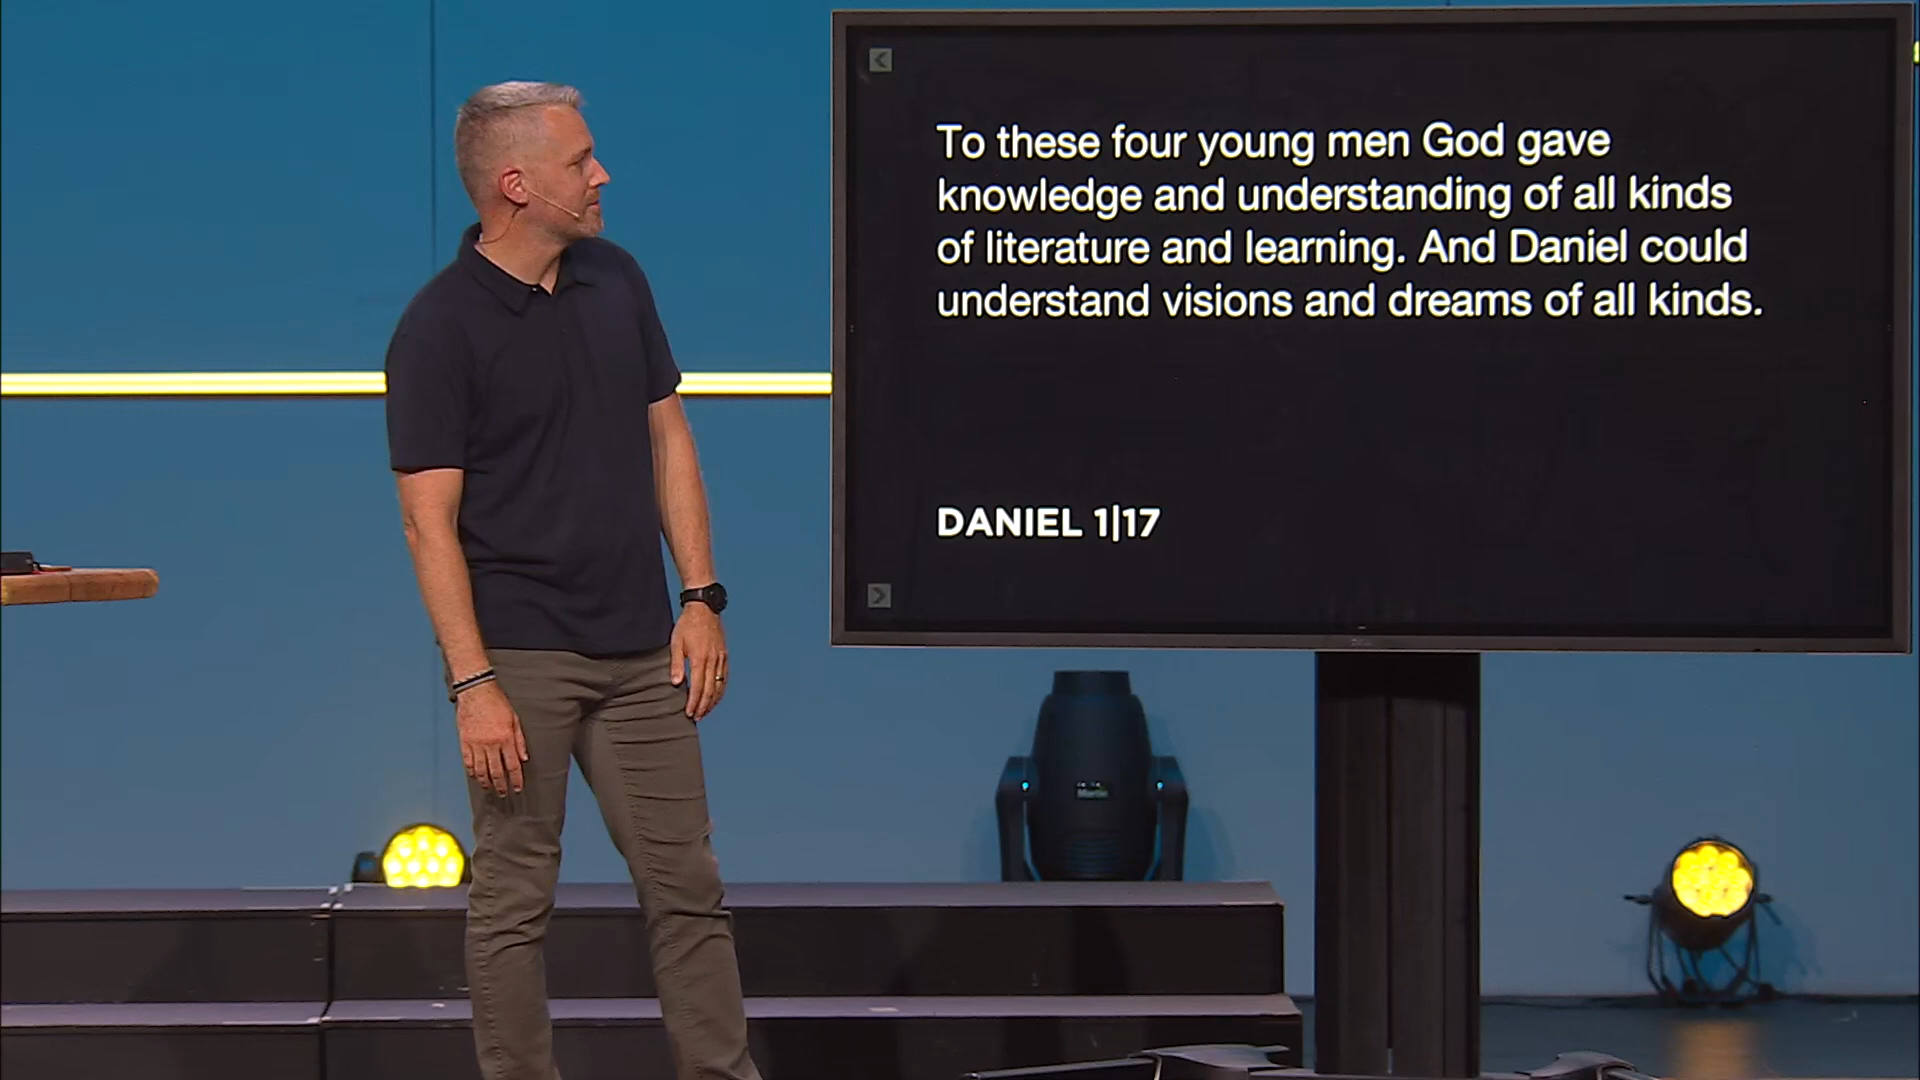 To these four young men God gave
knowledge and understanding of all kinds
of literature and learning. And Daniel could
understand visions and dreams of all kinds.
DANIEL 1|17
Martin